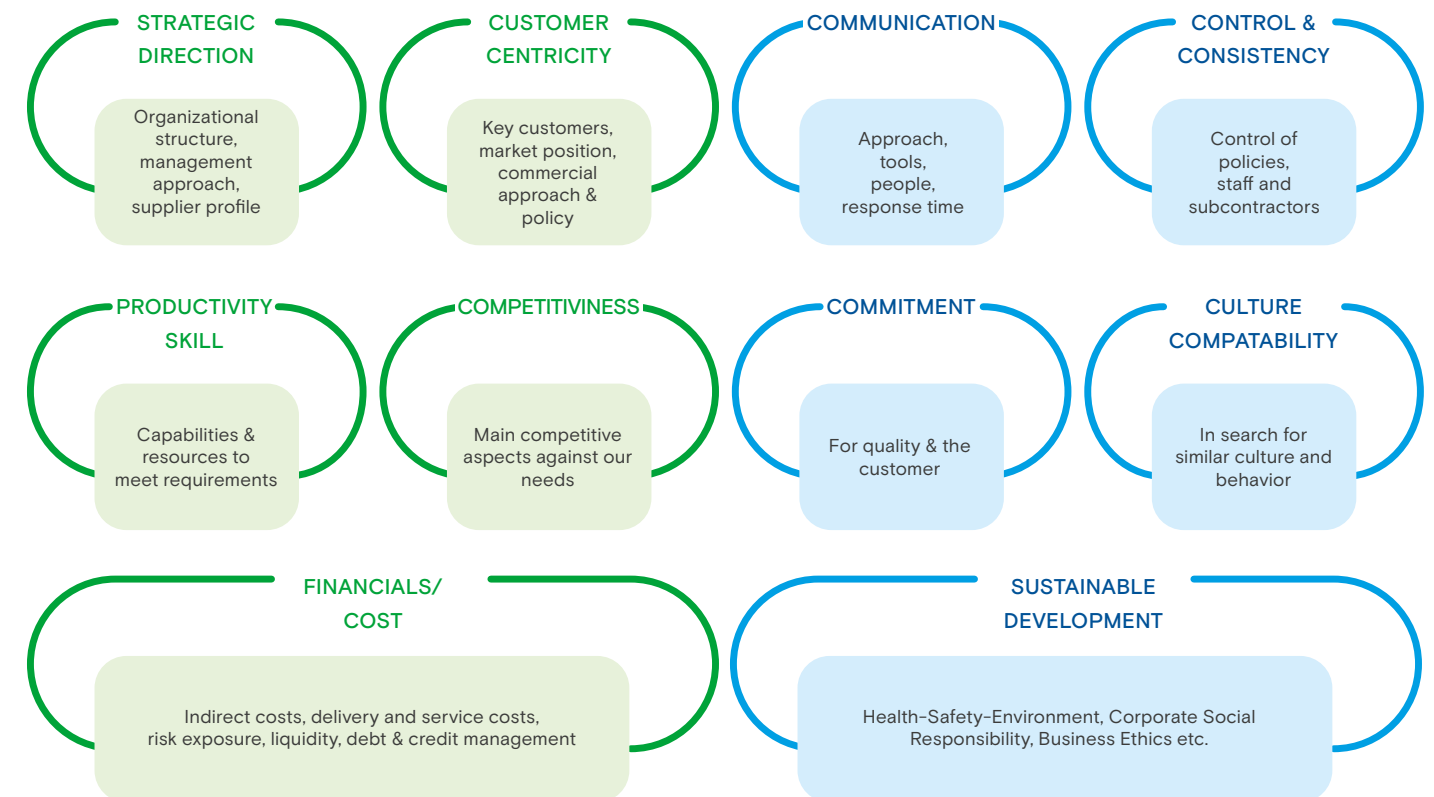 STRATEGIC
DIRECTION
Organizational
structure,
management
approach,
supplier profile
CUSTOMER
CENTRICITY
Key customers,
market position,
commercial
approach &
policy
COMMUNICATION
Approach,
tools,
people,
response time
CONTROL &
CONSISTENCY
Control of
policies,
staff and
subcontractors
PRODUCTIVITY
SKILL
Capabilities &
resources to
meet requirements
COMPETITIVINESS
Main competitive
aspects against our
needs
COMMITMENT
For quality & the
customer
CULTURE
COMPATABILITY
In search for
similar culture and
behavior
FINANCIALS/
COST
Indirect costs, delivery and service costs,
risk exposure, liquidity, debt & credit management
SUSTAINABLE
DEVELOPMENT
Health-Safety-Environment, Corporate Social
Responsibility, Business Ethics etc.